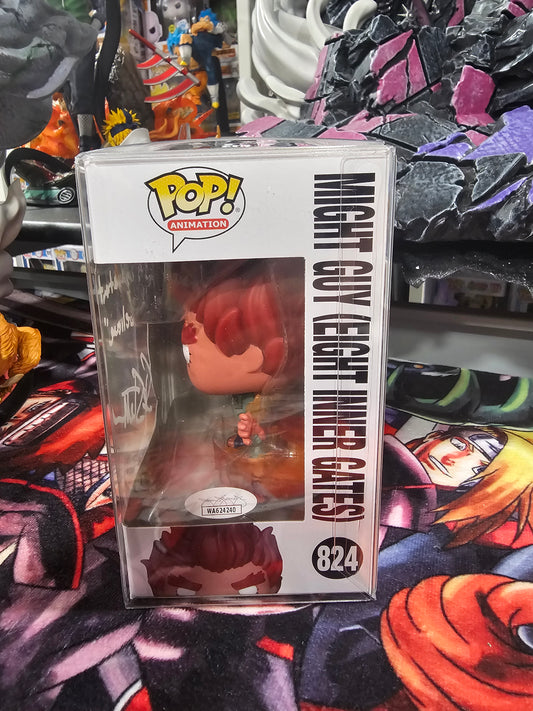 POP!
ANIMATION
MIGHT GUY (EIGHT INNER GATES)
824
WA624240